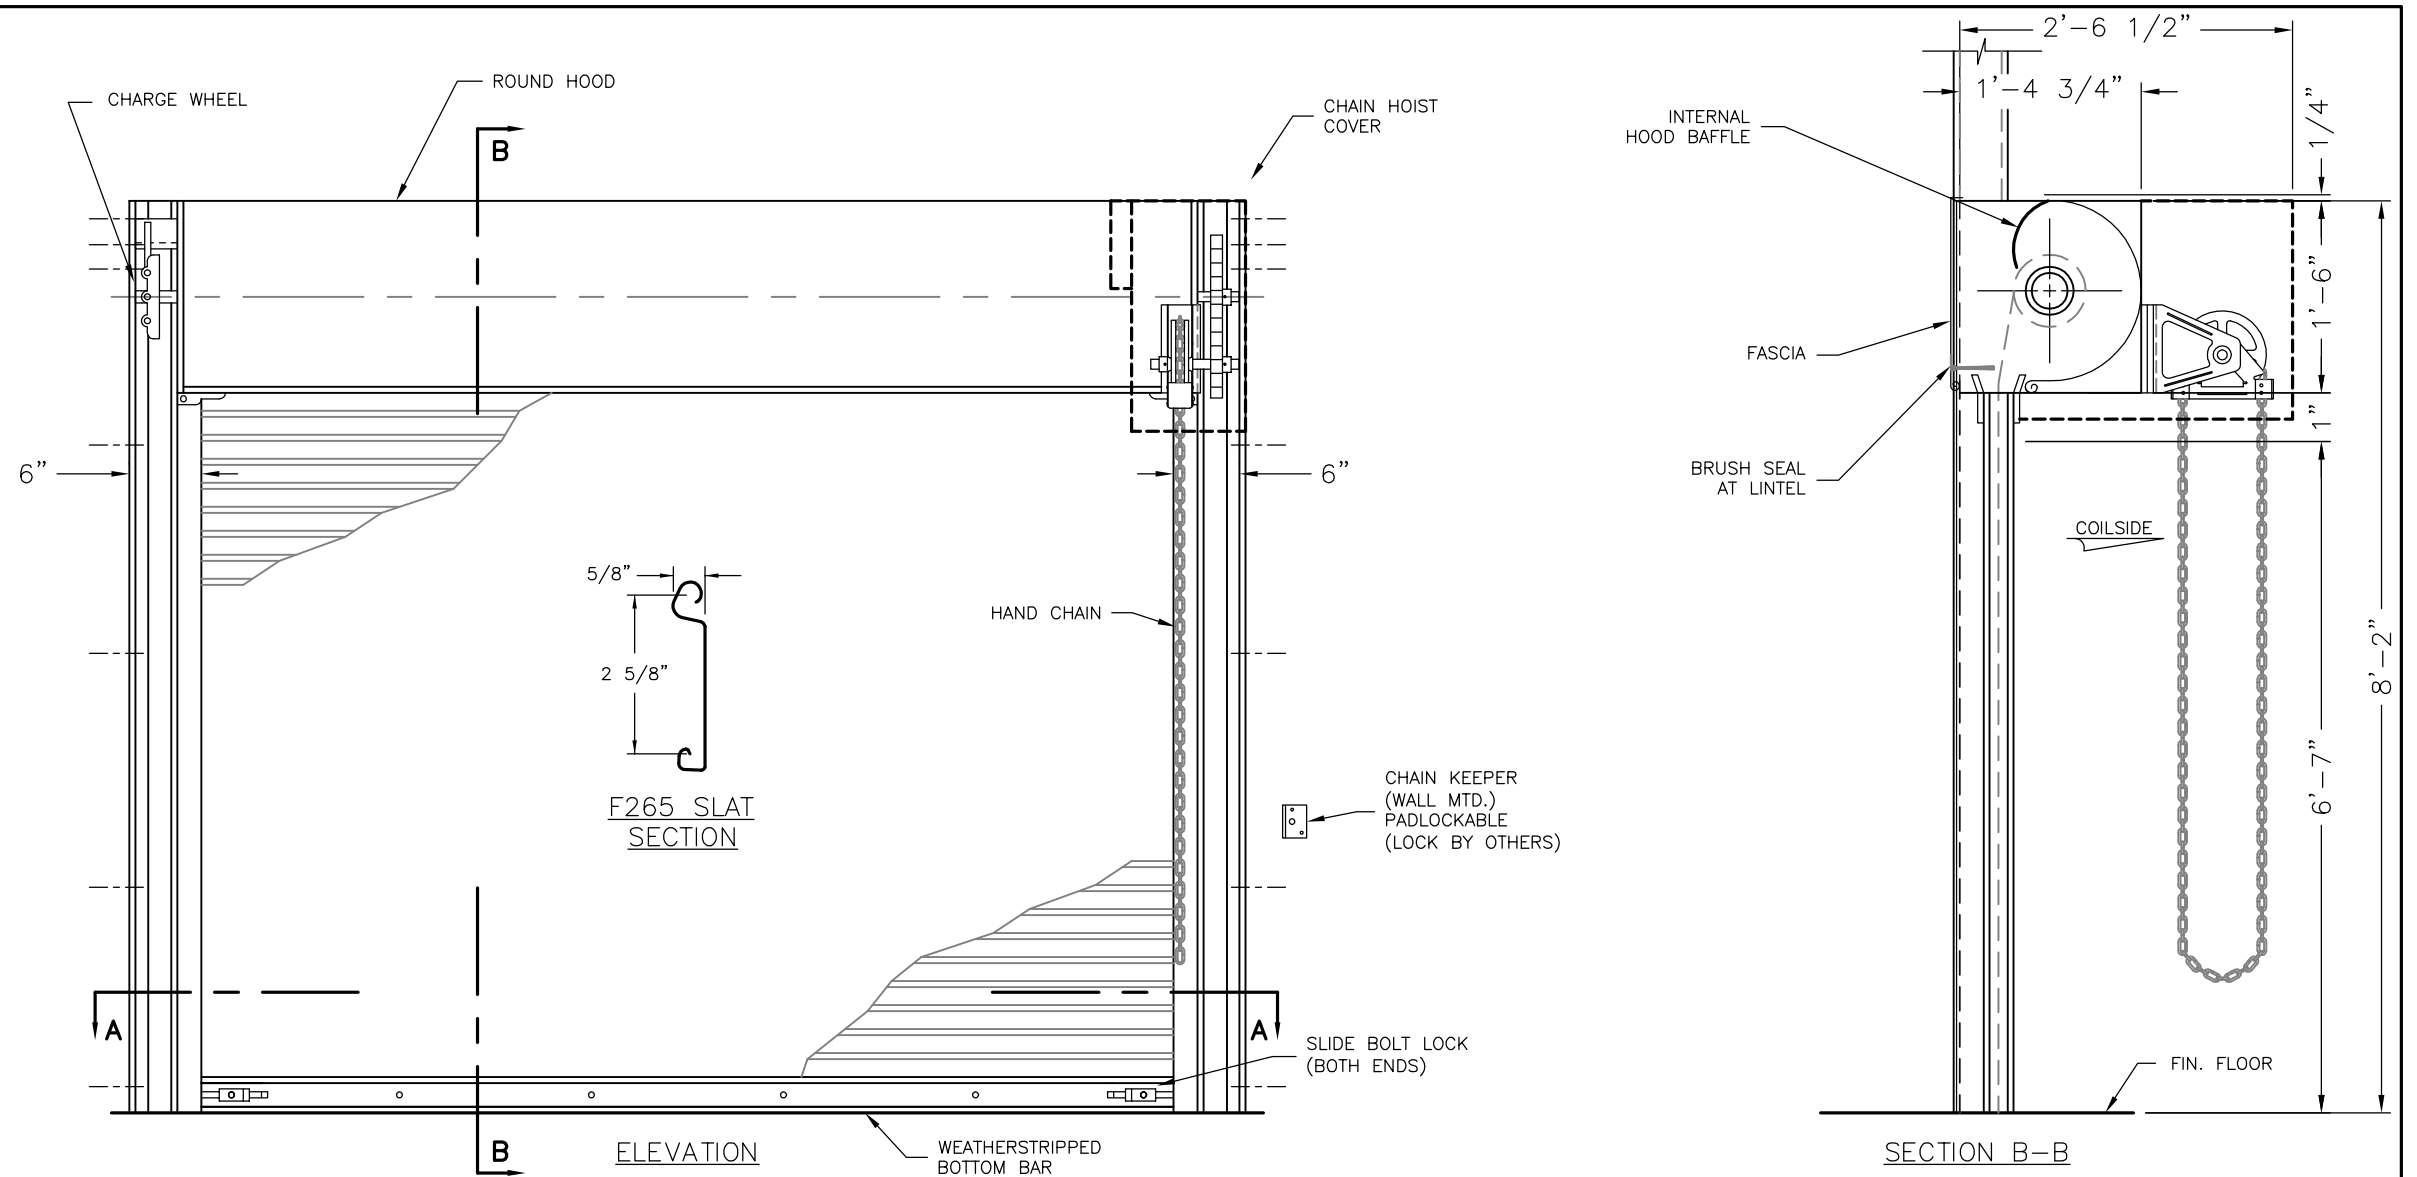 CHARGE WHEEL
ROUND HOOD
B
CHAIN HOIST
COVER
6”
6”
5/8”
2 5/8”
F265 SLAT
SECTION
HAND CHAIN
CHAIN KEEPER
(WALL MTD.)
PADLOCKABLE
(LOCK BY OTHERS)
A
A
SLIDE BOLT LOCK
(BOTH ENDS)
B
ELEVATION
WEATHERSTRIPPED
BOTTOM BAR
2’-6 1/2”
1’-4 3/4”
INTERNAL
HOOD BAFFLE
1/4”
1’-6”
FASCIA
1”
BRUSH SEAL
AT LINTEL
COILSIDE
8’-2”
6’-7”
FIN. FLOOR
SECTION B-B